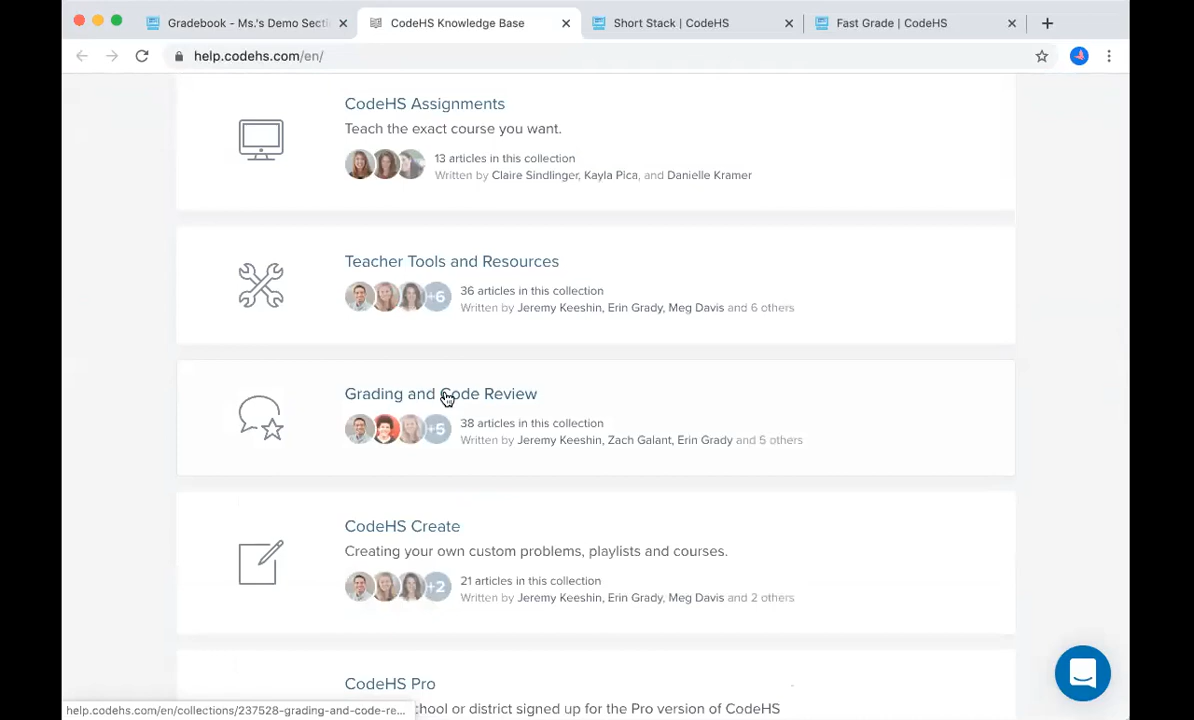 Gradebook - Ms.'s Demo Secti
CodeHS Knowledge Base
Short Stack | CodeHS
Fast Grade | CodeHS
help.codehs.com/en/
CodeHS Assignments
Teach the exact course you want.
13 articles in this collection
Written by Claire Sindlinger, Kayla Pica, and Danielle Kramer
Teacher Tools and Resources
+6
36 articles in this collection
Written by Jeremy Keeshin, Erin Grady, Meg Davis and 6 others
Grading and Code Review
+5
38 articles in this collection
Written by Jeremy Keeshin, Zach Galant, Erin Grady and 5 others
CodeHS Create
Creating your own custom problems, playlists and courses.
+2
21 articles in this collection
Written by Jeremy Keeshin, Erin Grady, Meg Davis and 2 others
CodeHS Pro
chool or district signed up for the Pro version of CodeHS
help.codehs.com/en/collections/237528-grading-and-code-re...